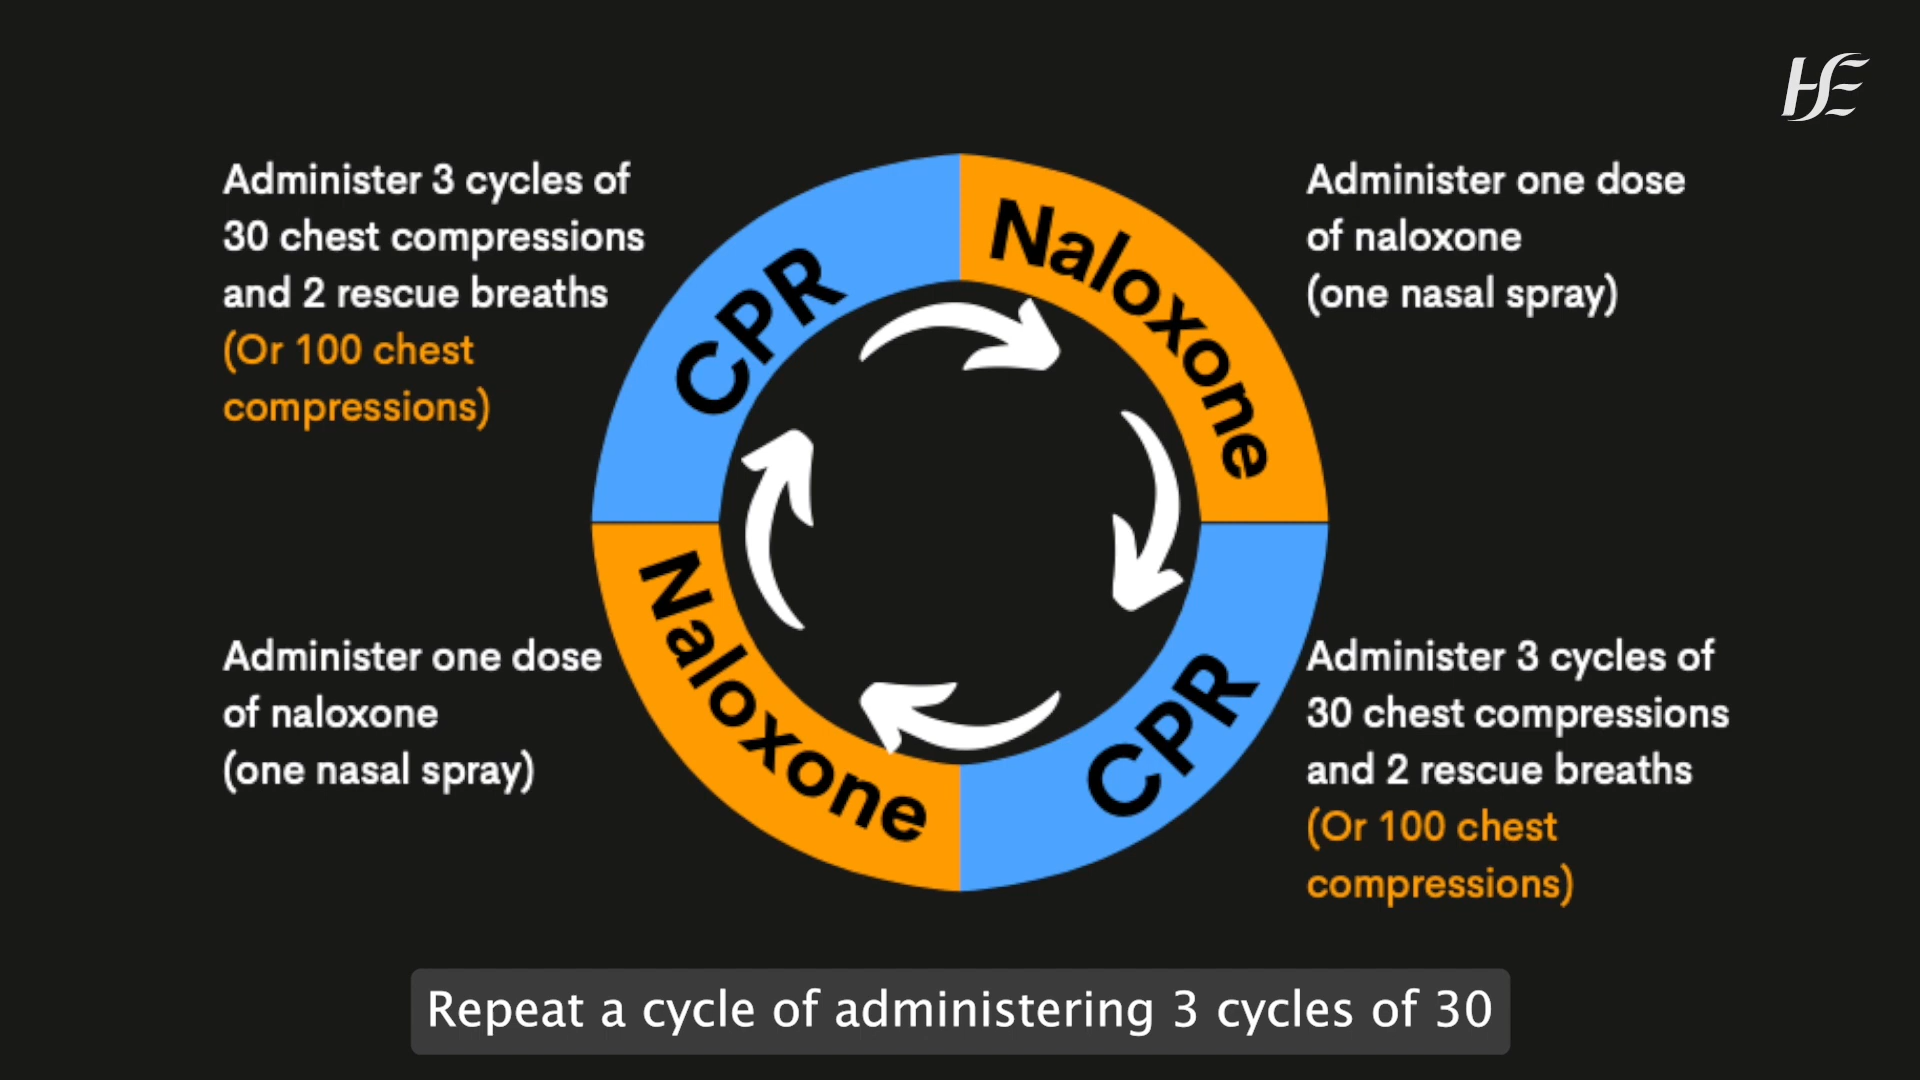 HSE
Administer 3 cycles of
30 chest compressions
and 2 rescue breaths
(Or 100 chest
compressions)
CPR
Naloxone
Administer one dose
of naloxone
(one nasal spray)
Administer one dose
of naloxone
(one nasal spray)
Naloxone
CPR
Administer 3 cycles of
30 chest compressions
and 2 rescue breaths
(Or 100 chest
compressions)
Repeat a cycle of administering 3 cycles of 30